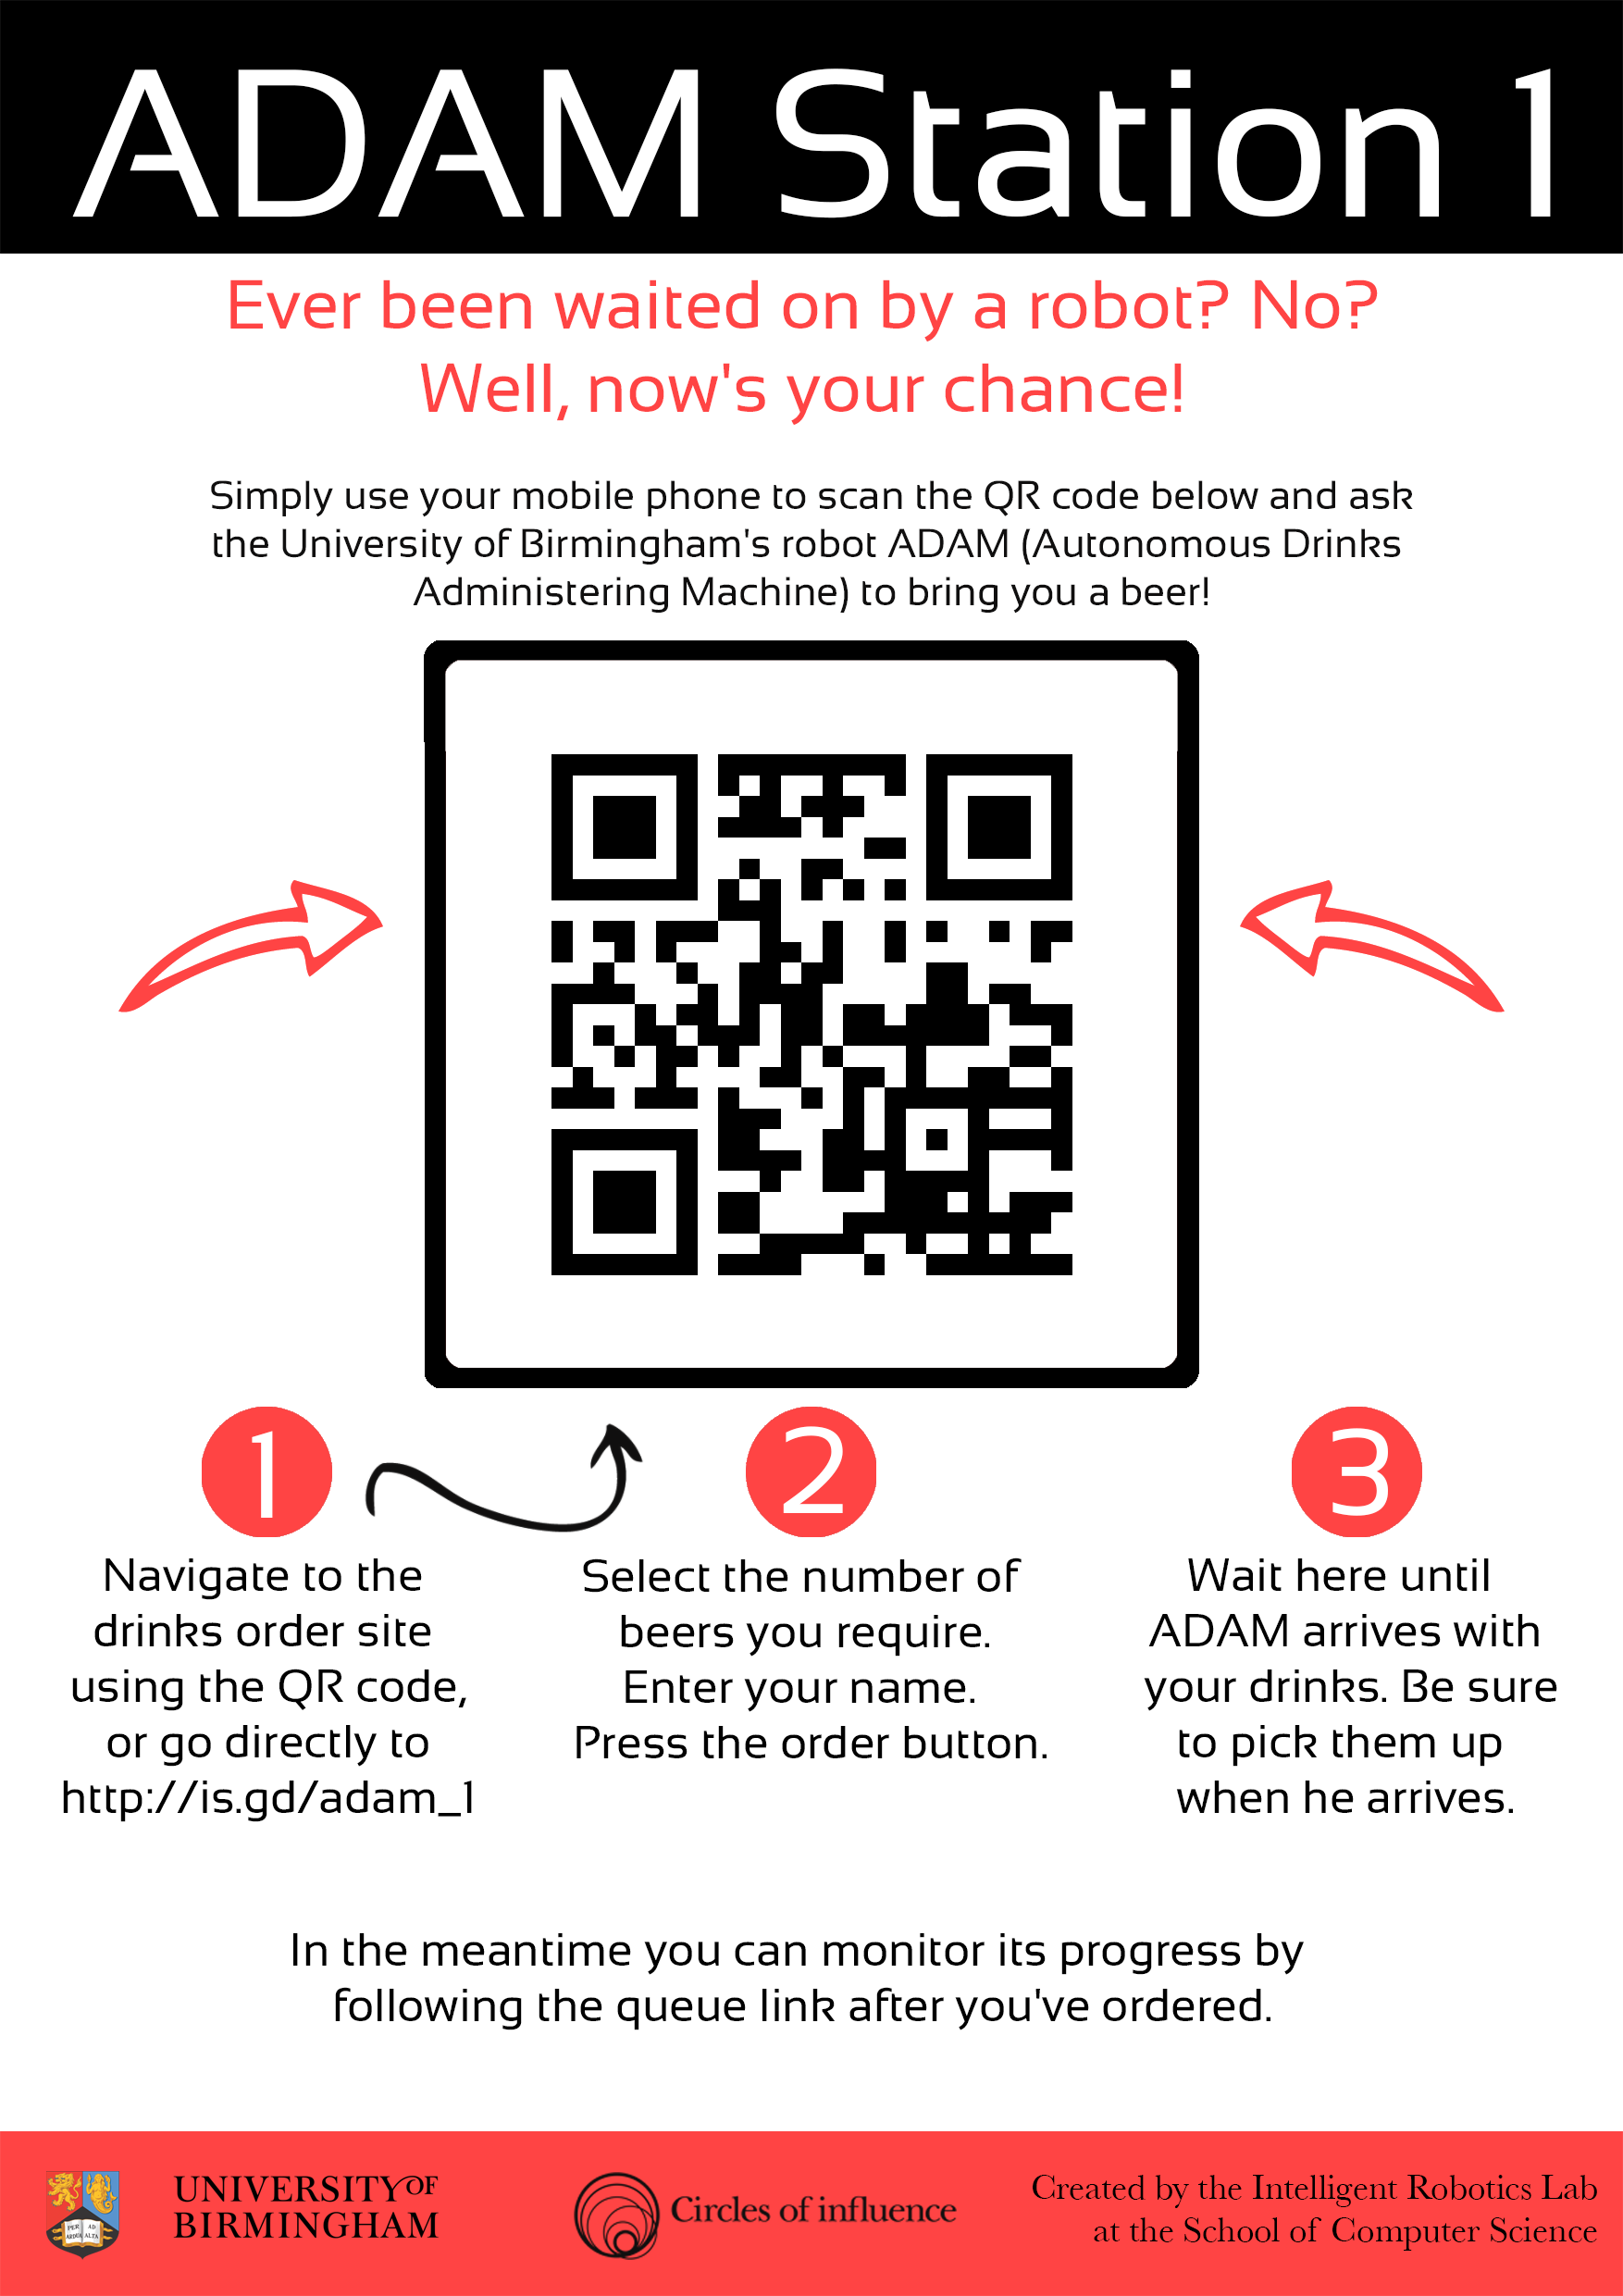 ADAM Station 1
Ever been waited on by a robot? No?
Well, now's your chance!
Simply use your mobile phone to scan the QR code below and ask
the University of Birmingham's robot ADAM (Autonomous Drinks
Administering Machine) to bring you a beer!
1
Navigate to the
drinks order site
using the QR code,
or go directly to
http://is.gd/adam_1
2
Select the number of
beers you require.
Enter your name.
Press the order button.
3
Wait here until
ADAM arrives with
your drinks. Be sure
to pick them up
when he arrives.
In the meantime you can monitor its progress by
following the queue link after you've ordered.
PER AD
ARDUA ALTA
UNIVERSITY OF
BIRMINGHAM
Circles of influence
Created by the Intelligent Robotics Lab
at the School of Computer Science